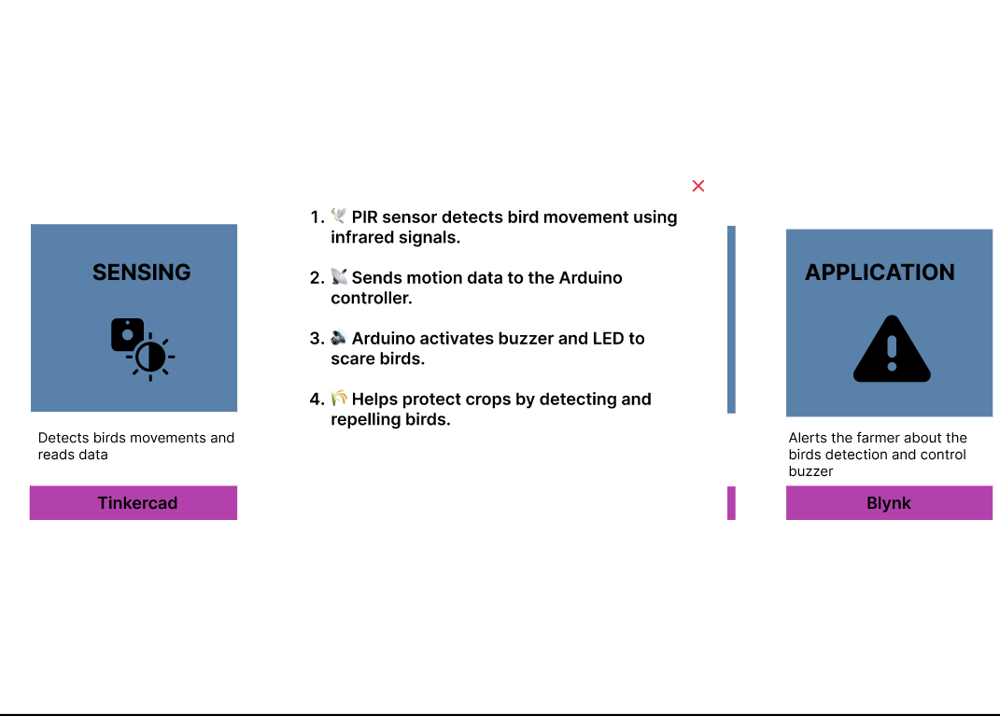 SENSING
Detects birds movements and
reads data
Tinkercad
1. 🕊️ PIR sensor detects bird movement using
infrared signals.
2. 📡 Sends motion data to the Arduino
controller.
3. 🔊 Arduino activates buzzer and LED to
scare birds.
4. 🌾 Helps protect crops by detecting and
repelling birds.
APPLICATION
Alerts the farmer about the
birds detection and control
buzzer
Blynk